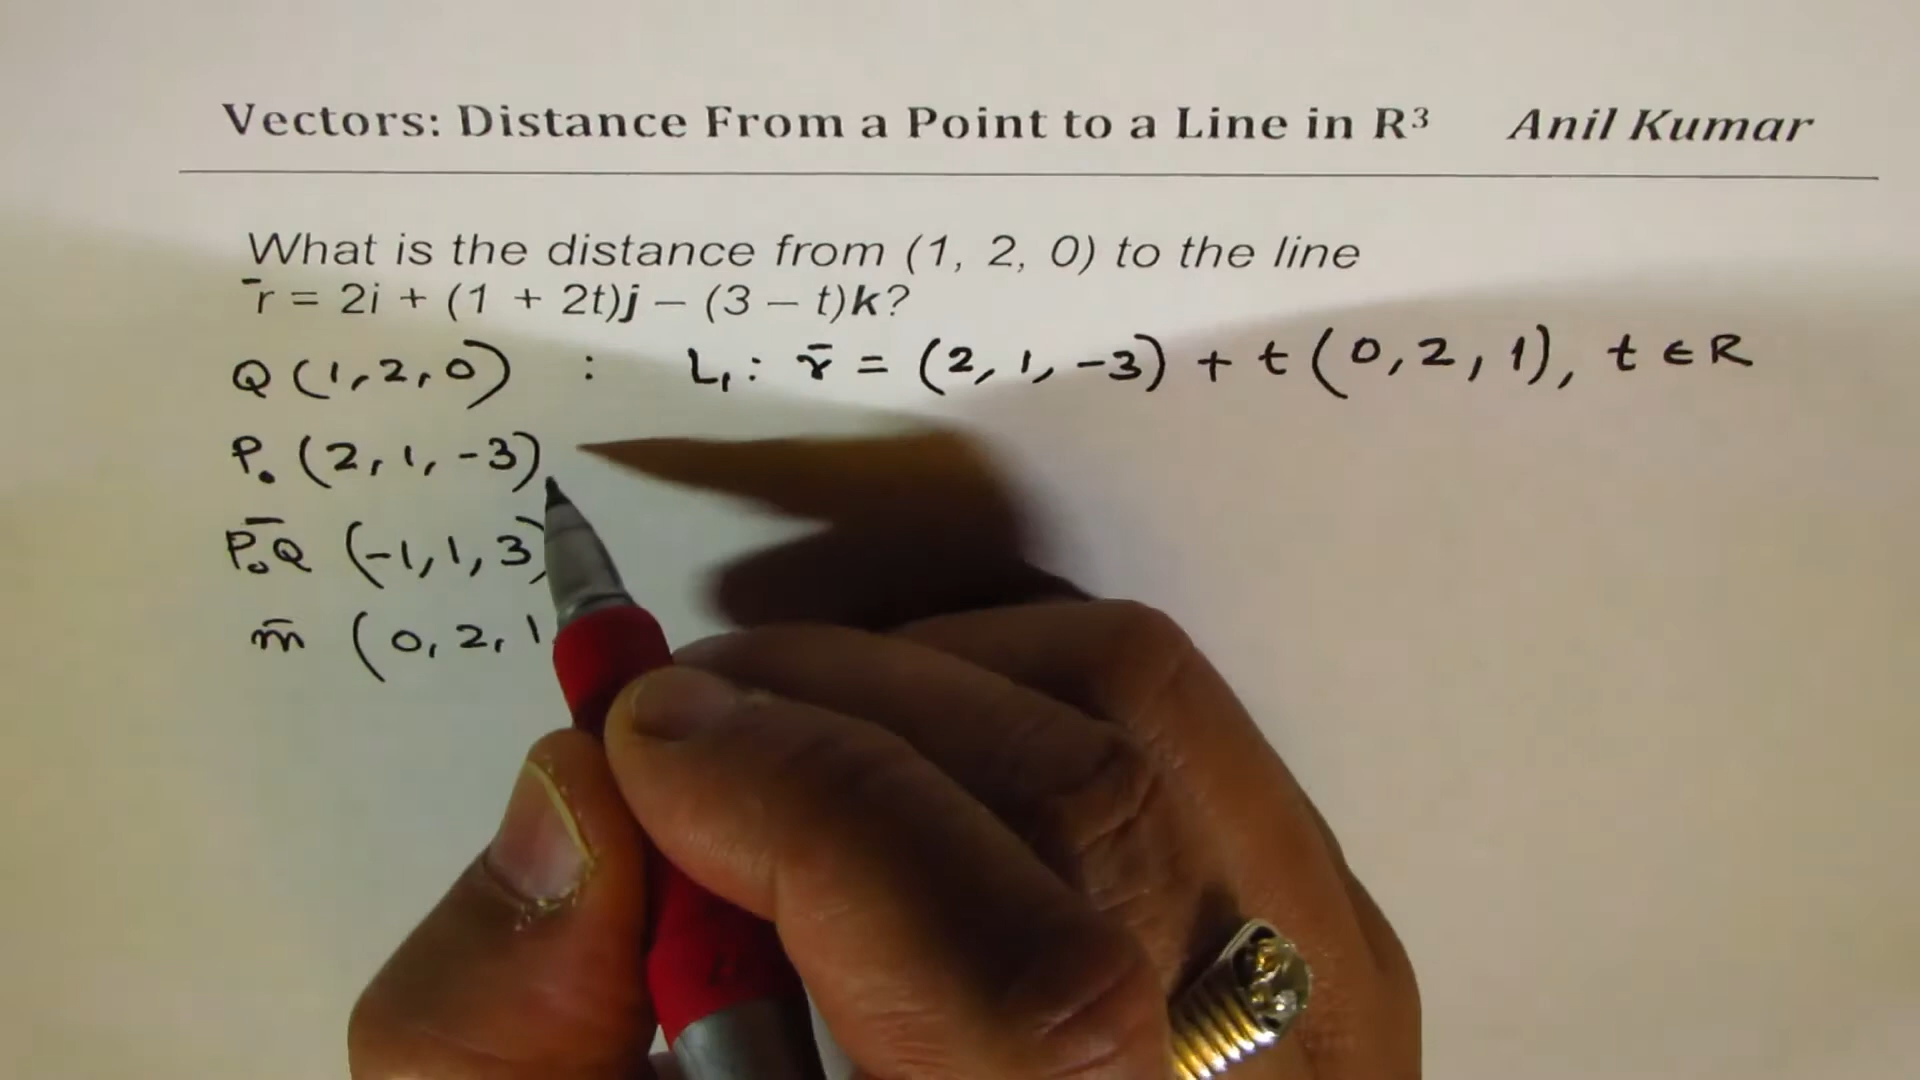 Vectors: Distance From a Point to a Line in R³ Anil Kumar
What is the distance from (1, 2, 0) to the line
r̄ = 2i + (1 + 2t)j – (3 – t)k?
Q (1, 2, 0) : L₁ : r̄ = (2, 1, -3) + t (0, 2, 1), t ∈ R
P₀ (2, 1, -3)
P̄₀Q (-1, 1, 3)
m̄ (0, 2, 1